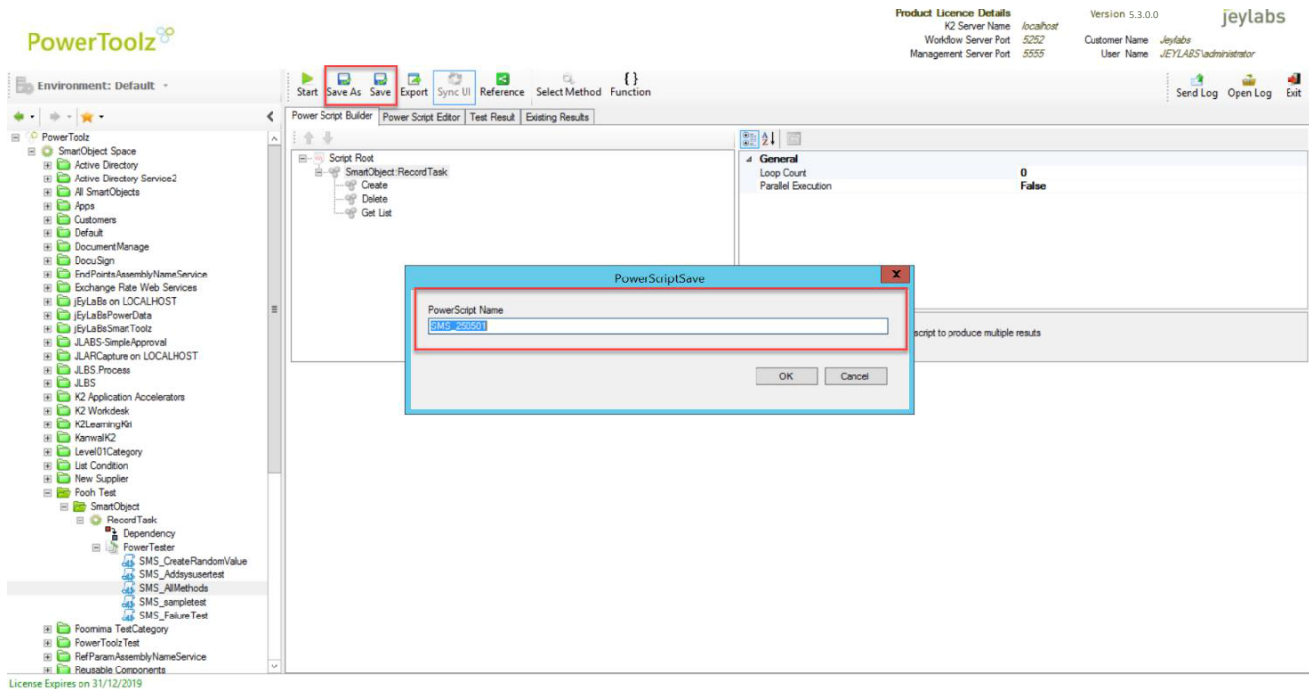 PowerToolz
Product Licence Details
K2 Server Name localhost
Workflow Server Port 5252
Management Server Port 5555
Version 5.3.0.0
Customer Name Jeylabs
User Name JEYLABS\administrator
jeylabs
Environment: Default
Start Save As Save Export Sync UI Reference Select Method Function
Send Log Open Log Exit
Power Script Builder Power Script Editor Test Result Existing Results
PowerToolz
SmartObject Space
Active Directory
Active Directory Service2
All SmartObjects
Apps
Customers
Default
DocumentManage
DocuSign
EndPointsAssemblyNameService
Exchange Rate Web Services
jEyLaBs on LOCALHOST
jEyLaBsPowerData
jEyLaBsSmartToolz
JLABS-SimpleApproval
JLARCapture on LOCALHOST
JLBS.Process
JLBS
K2 Application Accelerators
K2 Workdesk
K2LearningKiri
KanwalK2
Level01Category
List Condition
New Supplier
Pooh Test
SmartObject
RecordTask
Dependency
PowerTester
SMS_CreateRandomValue
SMS_Addsysusertest
SMS_AllMethods
SMS_sampletest
SMS_FailureTest
Poornima TestCategory
PowerToolzTest
RefParamAssemblyNameService
Reusable Components
Script Root
SmartObject:RecordTask
Create
Delete
Get List
General
Loop Count 0
Parallel Execution False
script to produce multiple results
PowerScriptSave
x
PowerScript Name
SMS_250501
OK Cancel
License Expires on 31/12/2019